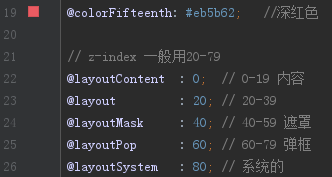 19 @colorFifteenth: #eb5b62; //深红色
20
21 // z-index 一般用20-79
22 @layoutContent : 0; // 0-19 内容
23 @layout : 20; // 20-39
24 @layoutMask : 40; // 40-59 遮罩
25 @layoutPop : 60; // 60-79 弹框
26 @layoutSystem : 80; // 系统的